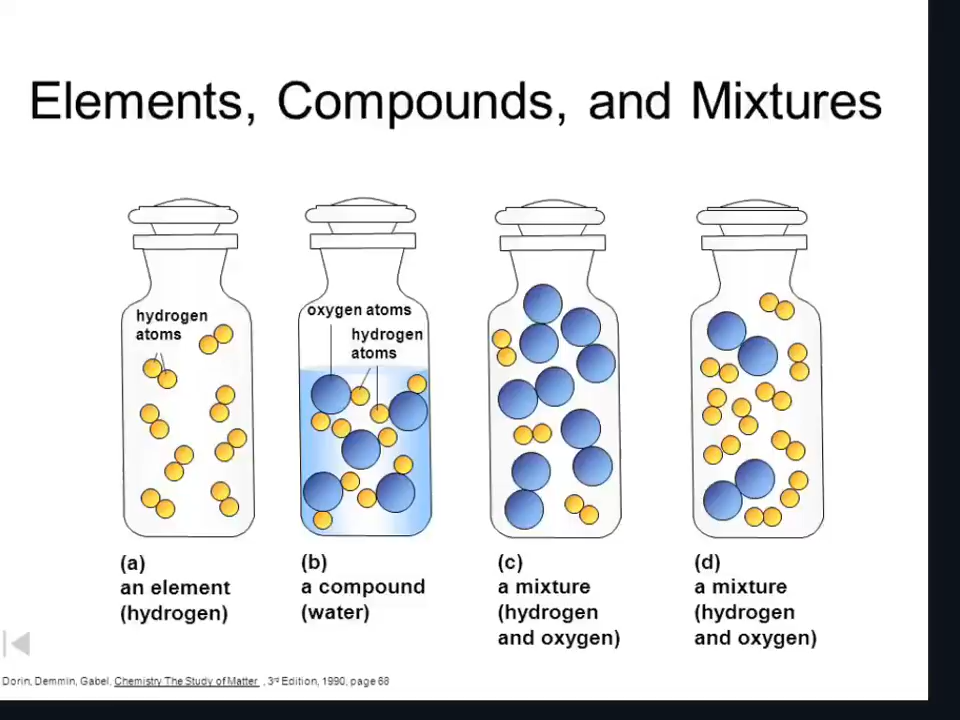 Elements, Compounds, and Mixtures
hydrogen
atoms
oxygen atoms
hydrogen
atoms
(a)
an element
(hydrogen)
(b)
a compound
(water)
(c)
a mixture
(hydrogen
and oxygen)
(d)
a mixture
(hydrogen
and oxygen)
Dorin, Demmin, Gabel, Chemistry The Study of Matter , 3rd Edition, 1990, page 68